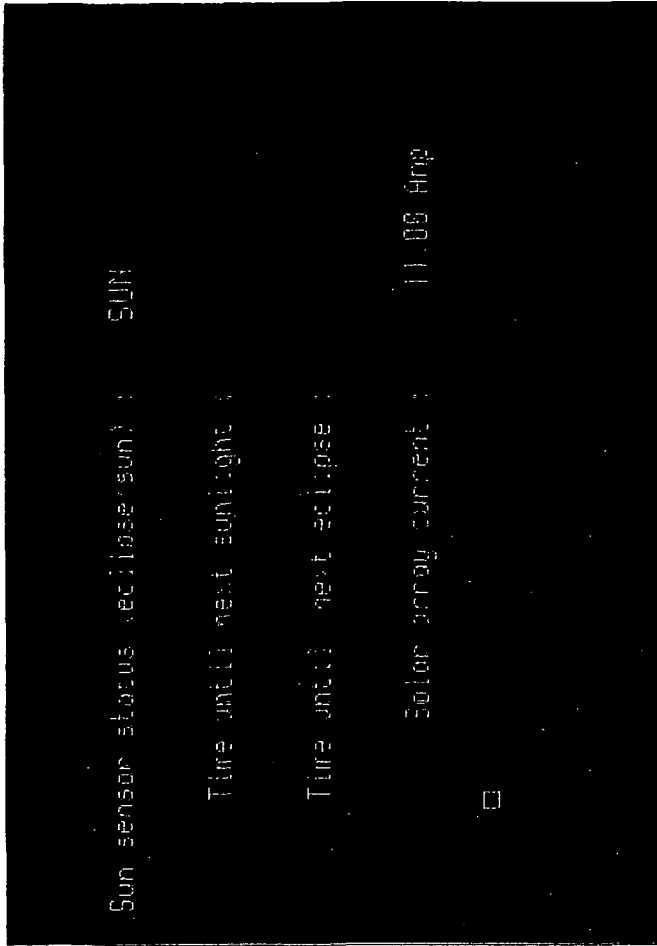 Sun sensor status (eclipse/sun) : SUN
Time until next sunlight :
Time until next eclipse :
Solar array current : 11.00 Amp